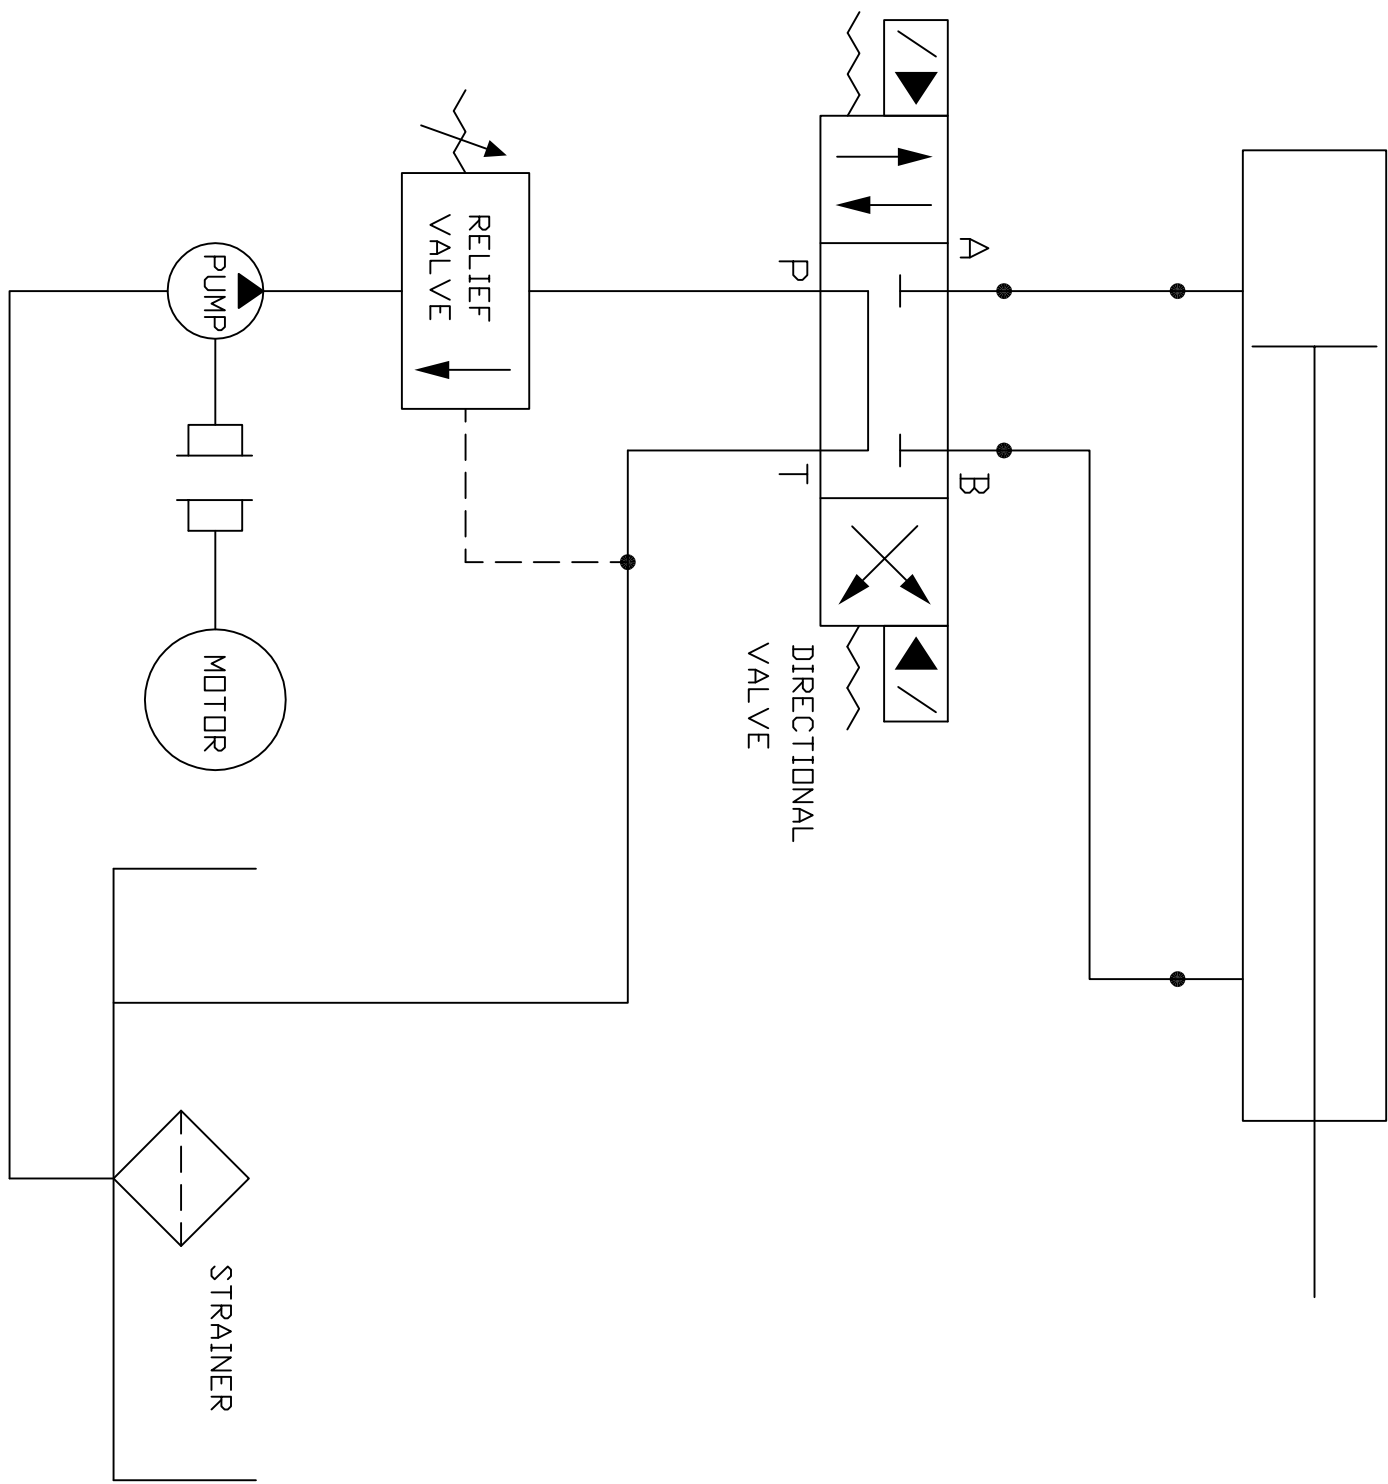 A
B
P
T
DIRECTIONAL
VALVE
RELIEF
VALVE
PUMP
MOTOR
STRAINER